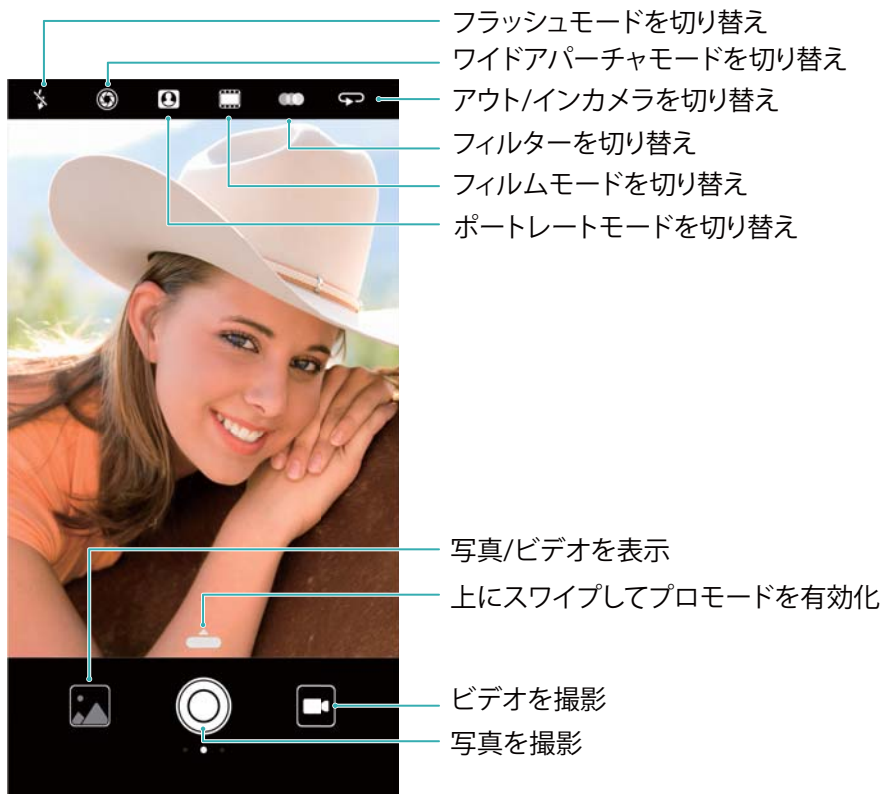 フラッシュモードを切り替え
ワイドアパーチャモードを切り替え
アウト/インカメラを切り替え
フィルターを切り替え
フィルムモードを切り替え
ポートレートモードを切り替え
写真/ビデオを表示
上にスワイプしてプロモードを有効化
ビデオを撮影
写真を撮影